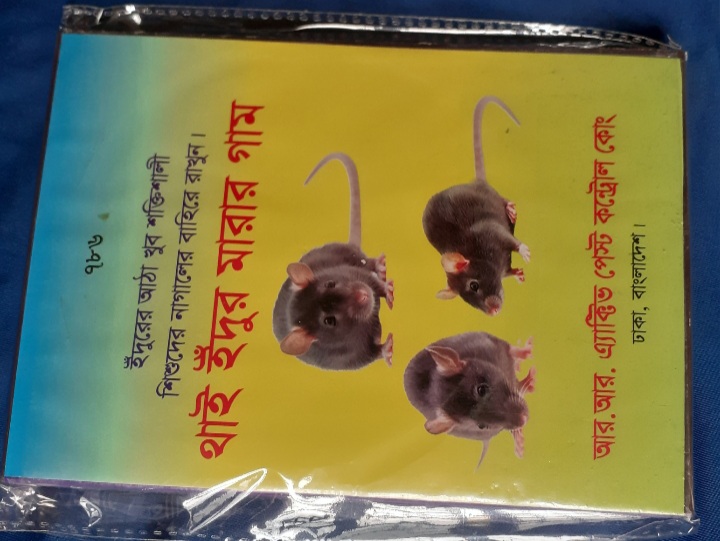 ৭৮৬
ইঁদুরের আঠা খুব শক্তিশালী
শিশুদের নাগালের বাহিরে রাখুন।
থাই ইঁদুর মারার গাম
আর.আর. এ্যাক্টিভ পেস্ট কন্ট্রোল কোং
ঢাকা, বাংলাদেশ।